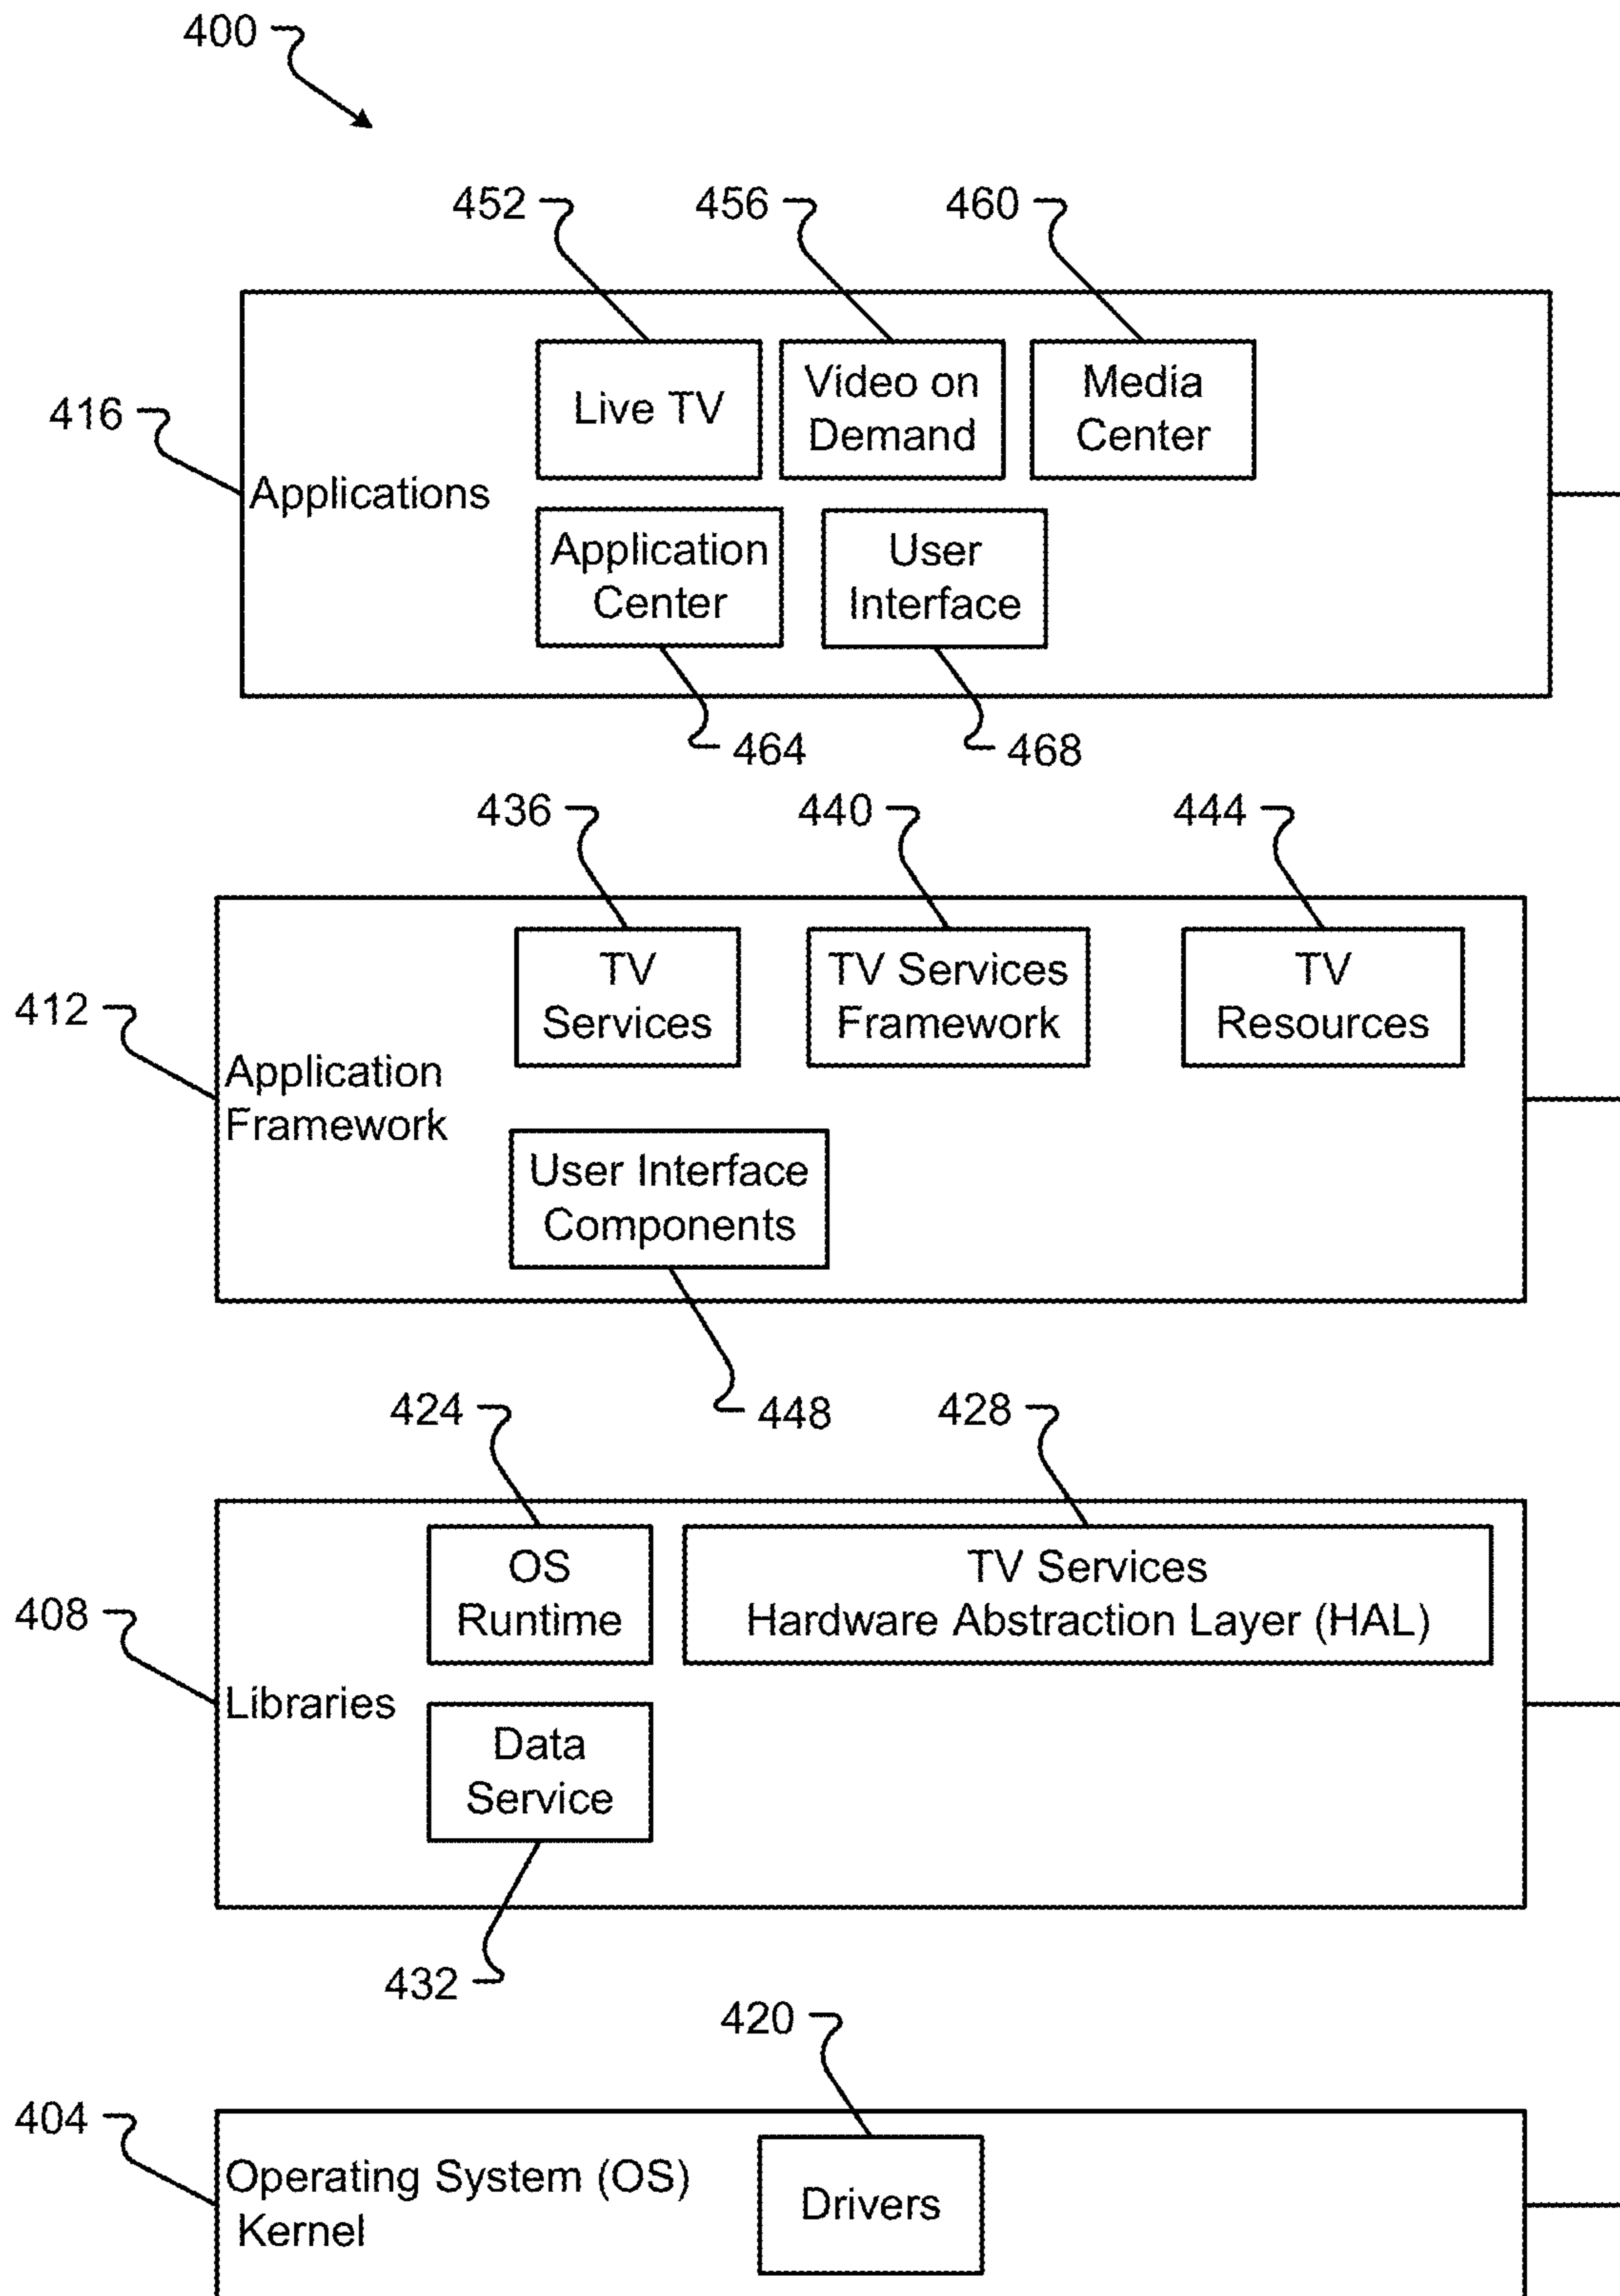 400
452
456
460
416
Applications
Live TV
Video on
Demand
Media
Center
Application
Center
User
Interface
464
468
436
440
444
412
Application
Framework
TV
Services
TV Services
Framework
TV
Resources
User Interface
Components
448
424
428
408
Libraries
OS
Runtime
TV Services
Hardware Abstraction Layer (HAL)
Data
Service
432
420
404
Operating System (OS)
Kernel
Drivers